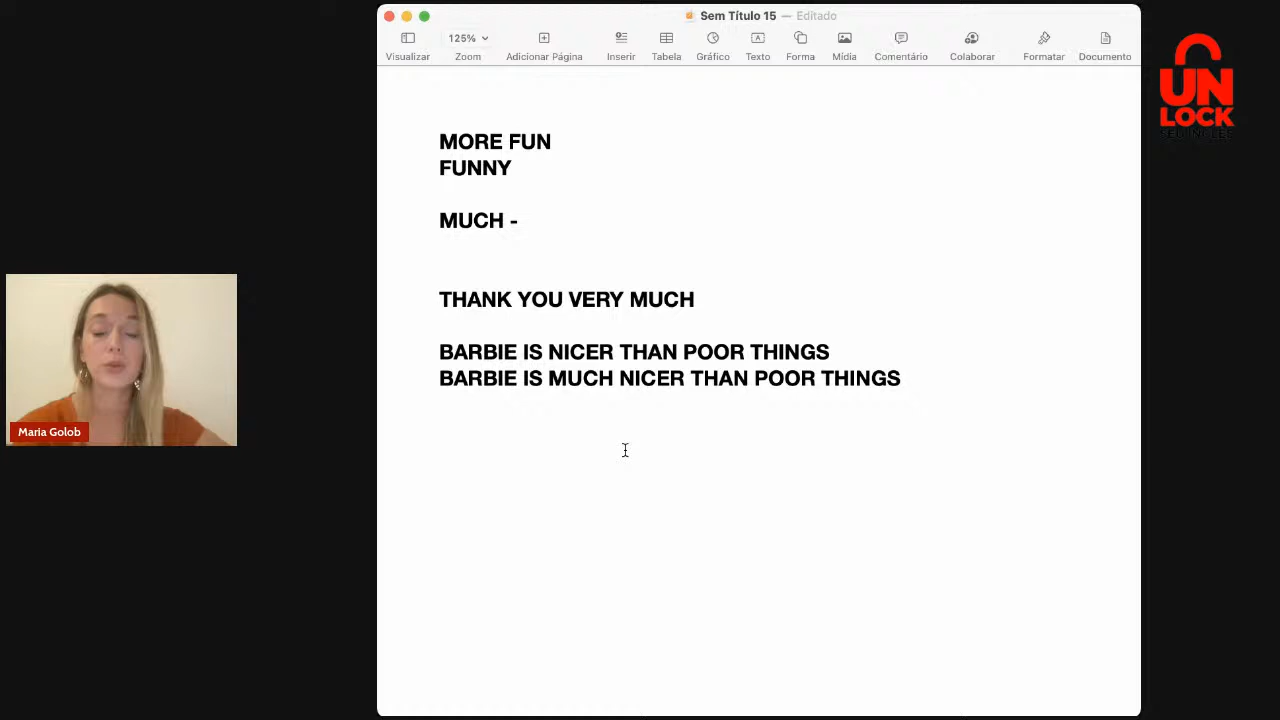 Sem Título 15 — Editado
125%
Visualizar Zoom Adicionar Página Inserir Tabela Gráfico Texto Forma Mídia Comentário Colaborar Formatar Documento
UN
LOCK
SEU INGLÊS
MORE FUN
FUNNY
MUCH -
THANK YOU VERY MUCH
BARBIE IS NICER THAN POOR THINGS
BARBIE IS MUCH NICER THAN POOR THINGS
Maria Golob